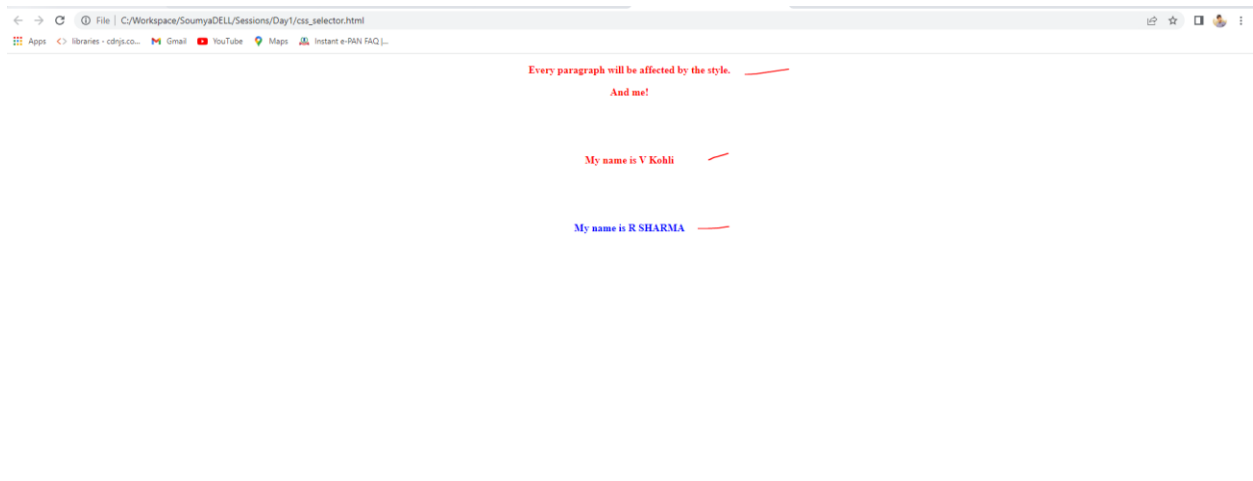 File | C:/Workspace/SoumyaDELL/Sessions/Day1/css_selector.html
Apps <> libraries - cdnjs.co... Gmail YouTube Maps Instant e-PAN FAQ |...
Every paragraph will be affected by the style.
And me!
My name is V Kohli
My name is R SHARMA